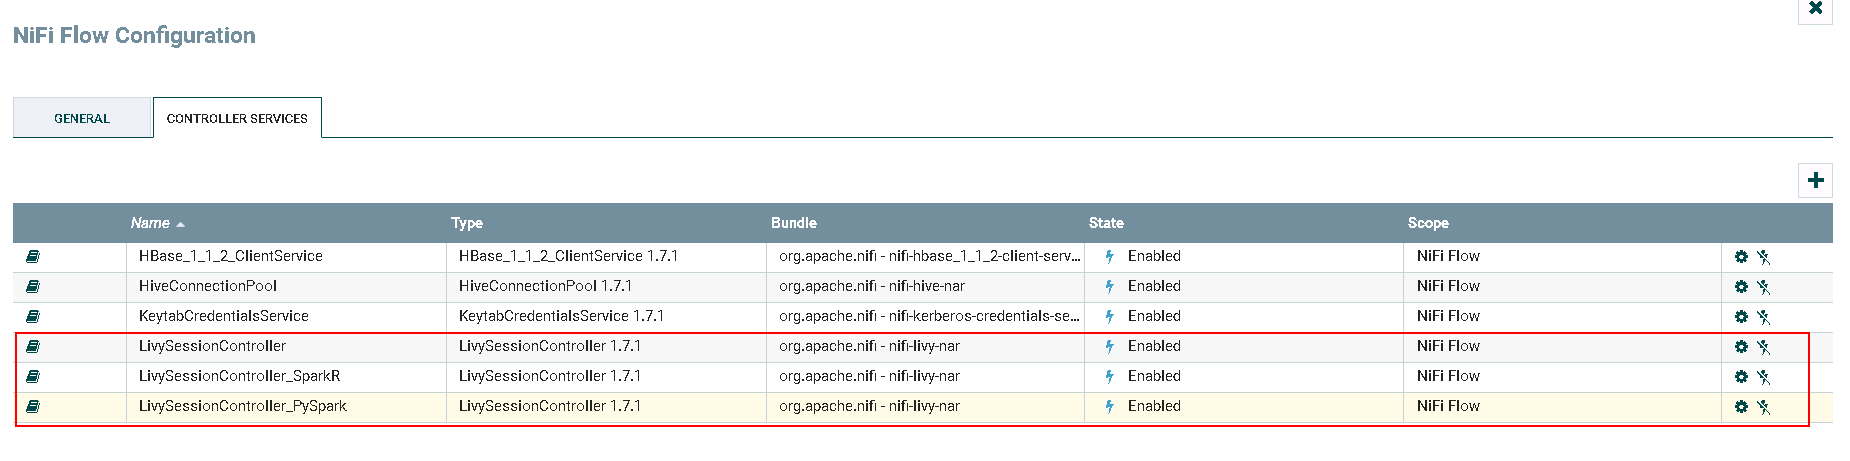 NiFi Flow Configuration
GENERAL CONTROLLER SERVICES
Name Type Bundle State Scope
HBase_1_1_2_ClientService HBase_1_1_2_ClientService 1.7.1 org.apache.nifi - nifi-hbase_1_1_2-client-serv... Enabled NiFi Flow
HiveConnectionPool HiveConnectionPool 1.7.1 org.apache.nifi - nifi-hive-nar Enabled NiFi Flow
KeytabCredentialsService KeytabCredentialsService 1.7.1 org.apache.nifi - nifi-kerberos-credentials-se... Enabled NiFi Flow
LivySessionController LivySessionController 1.7.1 org.apache.nifi - nifi-livy-nar Enabled NiFi Flow
LivySessionController_SparkR LivySessionController 1.7.1 org.apache.nifi - nifi-livy-nar Enabled NiFi Flow
LivySessionController_PySpark LivySessionController 1.7.1 org.apache.nifi - nifi-livy-nar Enabled NiFi Flow